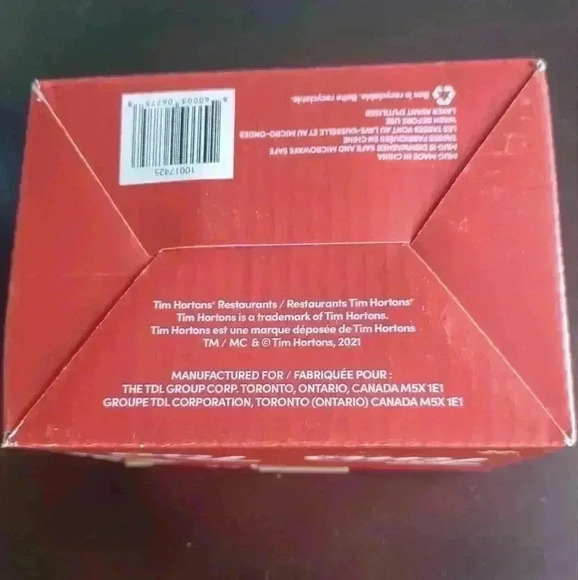 Tim Hortons® Restaurants / Restaurants Tim Hortons®
Tim Hortons is a trademark of Tim Hortons.
Tim Hortons est une marque déposée de Tim Hortons
TM / MC & © Tim Hortons, 2021
MANUFACTURED FOR / FABRIQUÉE POUR :
THE TDL GROUP CORP. TORONTO, ONTARIO, CANADA M5X 1E1
GROUPE TDL CORPORATION, TORONTO (ONTARIO) CANADA M5X 1E1
MUG MADE IN CHINA
MUG IS DISHWASHER SAFE AND MICROWAVE SAFE
TASSES FABRIQUÉES EN CHINE
LES TASSES VONT AU LAVE-VAISSELLE ET AU MICRO-ONDES
WASH BEFORE USE
LAVER AVANT D'UTILISER
Box is recyclable. Boîte recyclable.
10017425